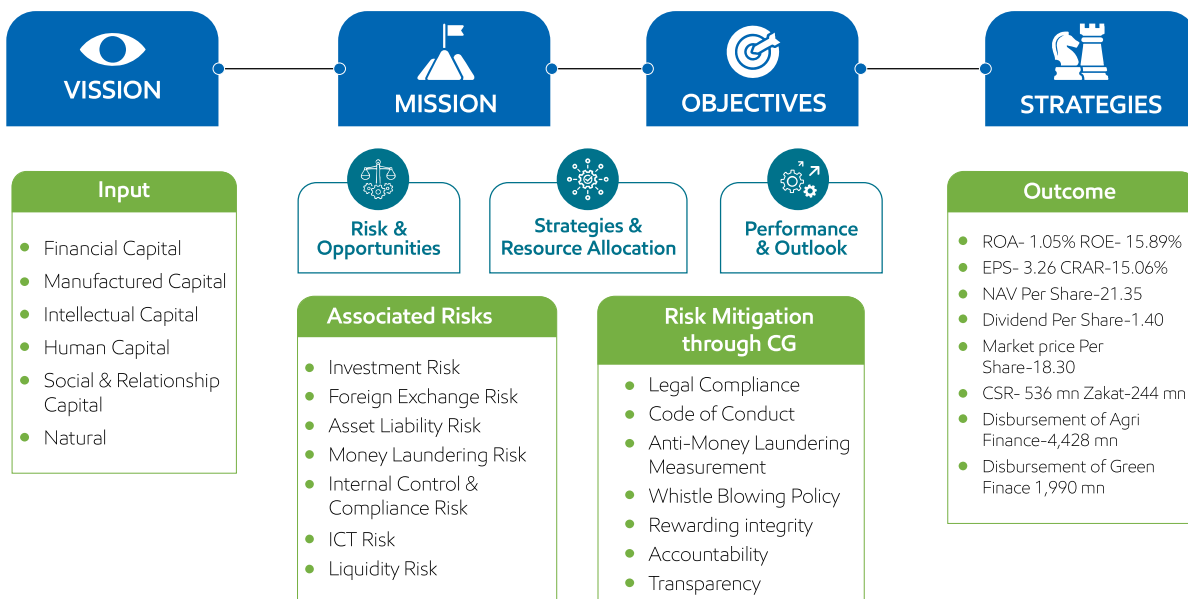 VISSION
MISSION
OBJECTIVES
STRATEGIES
Input
Financial Capital
Manufactured Capital
Intellectual Capital
Human Capital
Social & Relationship
Capital
Natural
Risk &
Opportunities
Strategies &
Resource Allocation
Performance
& Outlook
Associated Risks
Investment Risk
Foreign Exchange Risk
Asset Liability Risk
Money Laundering Risk
Internal Control &
Compliance Risk
ICT Risk
Liquidity Risk
Risk Mitigation
through CG
Legal Compliance
Code of Conduct
Anti-Money Laundering
Measurement
Whistle Blowing Policy
Rewarding integrity
Accountability
Transparency
Outcome
ROA- 1.05% ROE- 15.89%
EPS- 3.26 CRAR-15.06%
NAV Per Share-21.35
Dividend Per Share-1.40
Market price Per
Share-18.30
CSR- 536 mn Zakat-244 mn
Disbursement of Agri
Finance-4,428 mn
Disbursement of Green
Finace 1,990 mn